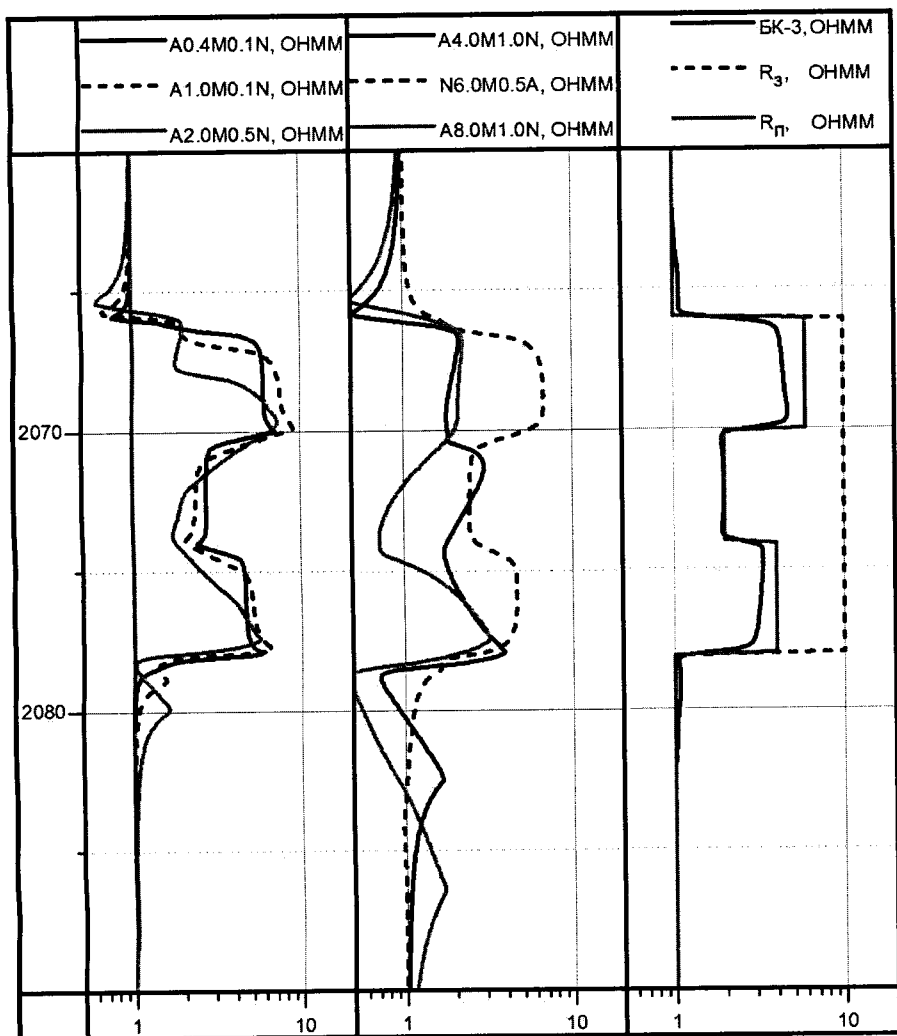 A0.4M0.1N, OHMM
A1.0M0.1N, OHMM
A2.0M0.5N, OHMM
A4.0M1.0N, OHMM
N6.0M0.5A, OHMM
A8.0M1.0N, OHMM
БК-3, OHMM
Rз, OHMM
Rп, OHMM
2070
2080
1 10
1 10
1 10